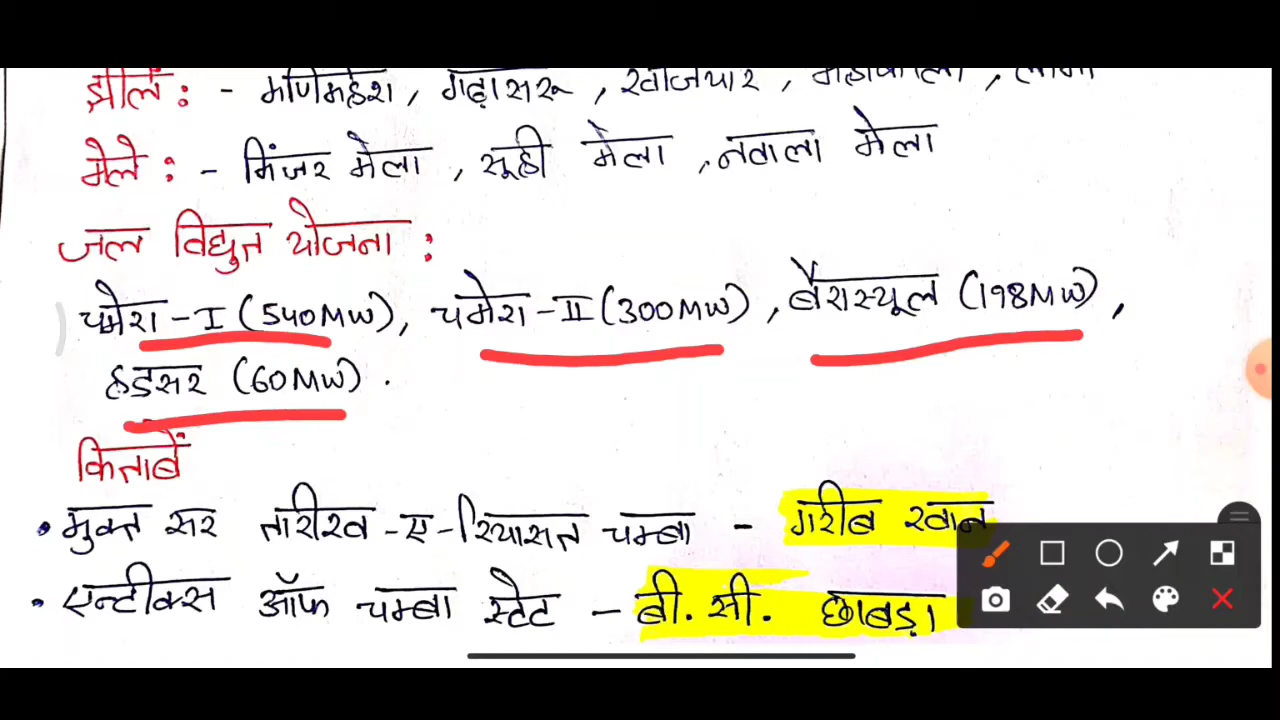 झीलें : - मणिमहेश, गढ़ासरू, खजियार, महाकाली, लामा
मेले : - मिंजर मेला, सूही मेला, नवाला मेला
जल विद्युत योजना :
चमेरा - I (540MW), चमेरा - II (300MW), बैरास्यूल (198MW),
हडसर (60MW).
किताबें
• मुक्त सर तारीख -ए- रियासत चम्बा - गरीब खान
• एन्टीक्स ऑफ चम्बा स्टेट - बी. सी. छाबड़ा